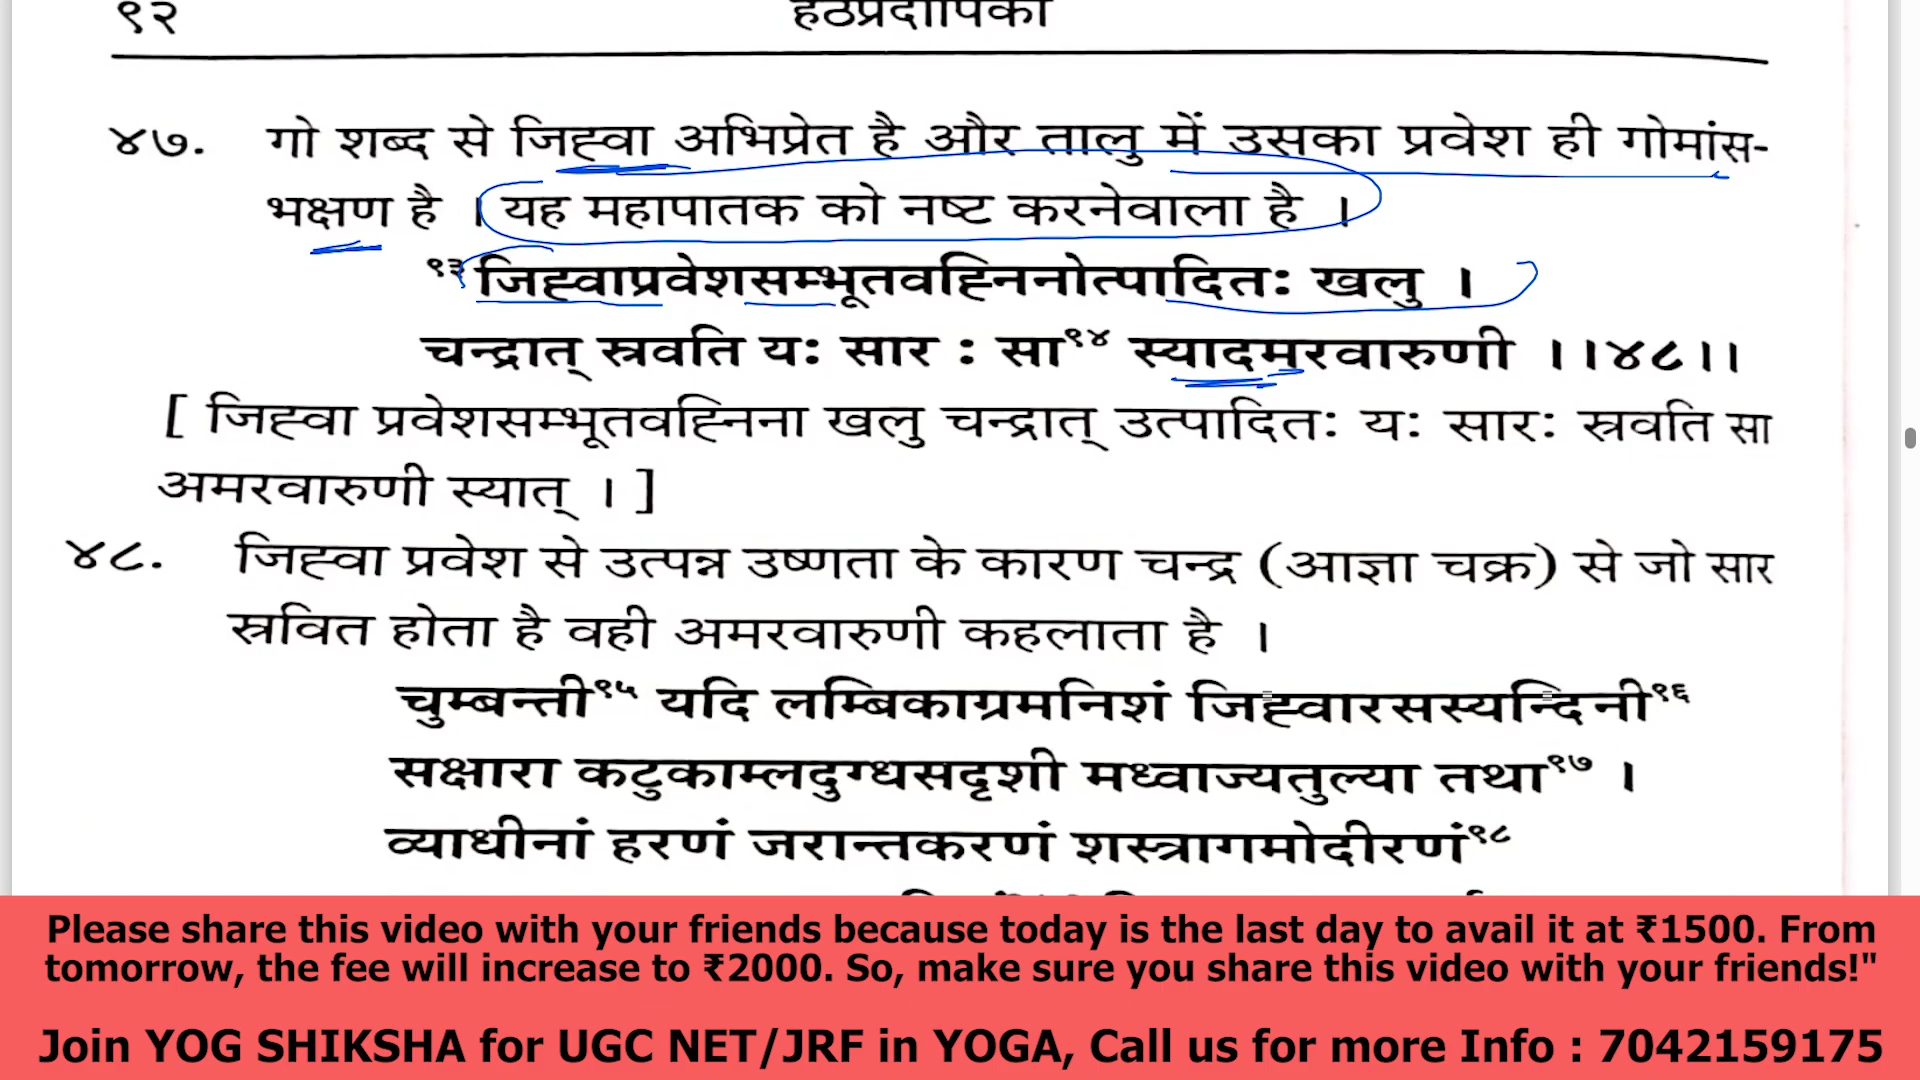 ९२ हठप्रदीपिका
४७. गो शब्द से जिह्वा अभिप्रेत है और तालु में उसका प्रवेश ही गोमांस-
भक्षण है । यह महापातक को नष्ट करनेवाला है ।
९३ जिह्वाप्रवेशसम्भूतवह्निनोत्पादितः खलु ।
चन्द्रात् स्रवति यः सार : सा९४ स्यादमरवारुणी ।।४८।।
[ जिह्वा प्रवेशसम्भूतवह्निना खलु चन्द्रात् उत्पादितः यः सारः स्रवति सा
अमरवारुणी स्यात् । ]
४८. जिह्वा प्रवेश से उत्पन्न उष्णता के कारण चन्द्र (आज्ञा चक्र) से जो सार
स्रवित होता है वही अमरवारुणी कहलाता है ।
चुम्बन्ती९५ यदि लम्बिकाग्रमनिशं जिह्वारसस्यन्दिनी९६
सक्षारा कटुकाम्लदुग्धसदृशी मध्वाज्यतुल्या तथा९७ ।
व्याधीनां हरणं जरान्तकरणं शस्त्रागमोदीरणं९८
Please share this video with your friends because today is the last day to avail it at ₹1500. From
tomorrow, the fee will increase to ₹2000. So, make sure you share this video with your friends!"
Join YOG SHIKSHA for UGC NET/JRF in YOGA, Call us for more Info : 7042159175